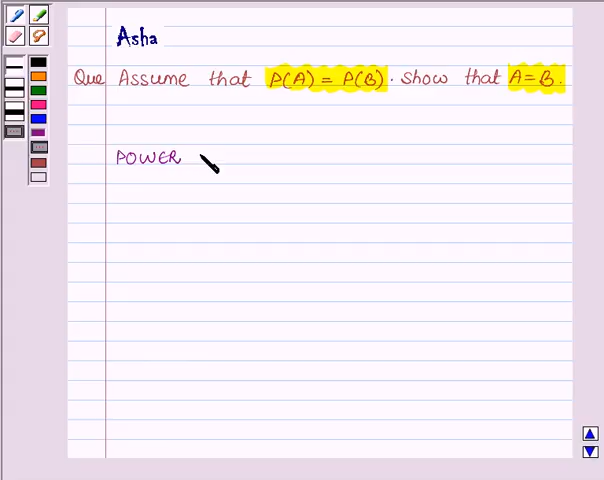 Asha
Que Assume that P(A) = P(B). show that A=B.
POWER